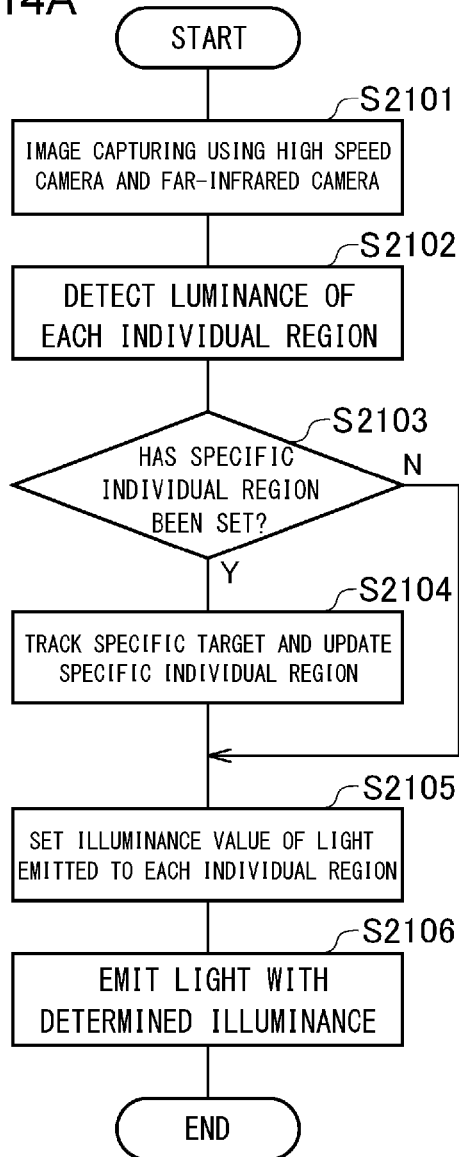 14A
START
S2101
IMAGE CAPTURING USING HIGH SPEED
CAMERA AND FAR-INFRARED CAMERA
S2102
DETECT LUMINANCE OF
EACH INDIVIDUAL REGION
S2103
HAS SPECIFIC
INDIVIDUAL REGION
BEEN SET?
N
Y
S2104
TRACK SPECIFIC TARGET AND UPDATE
SPECIFIC INDIVIDUAL REGION
S2105
SET ILLUMINANCE VALUE OF LIGHT
EMITTED TO EACH INDIVIDUAL REGION
S2106
EMIT LIGHT WITH
DETERMINED ILLUMINANCE
END